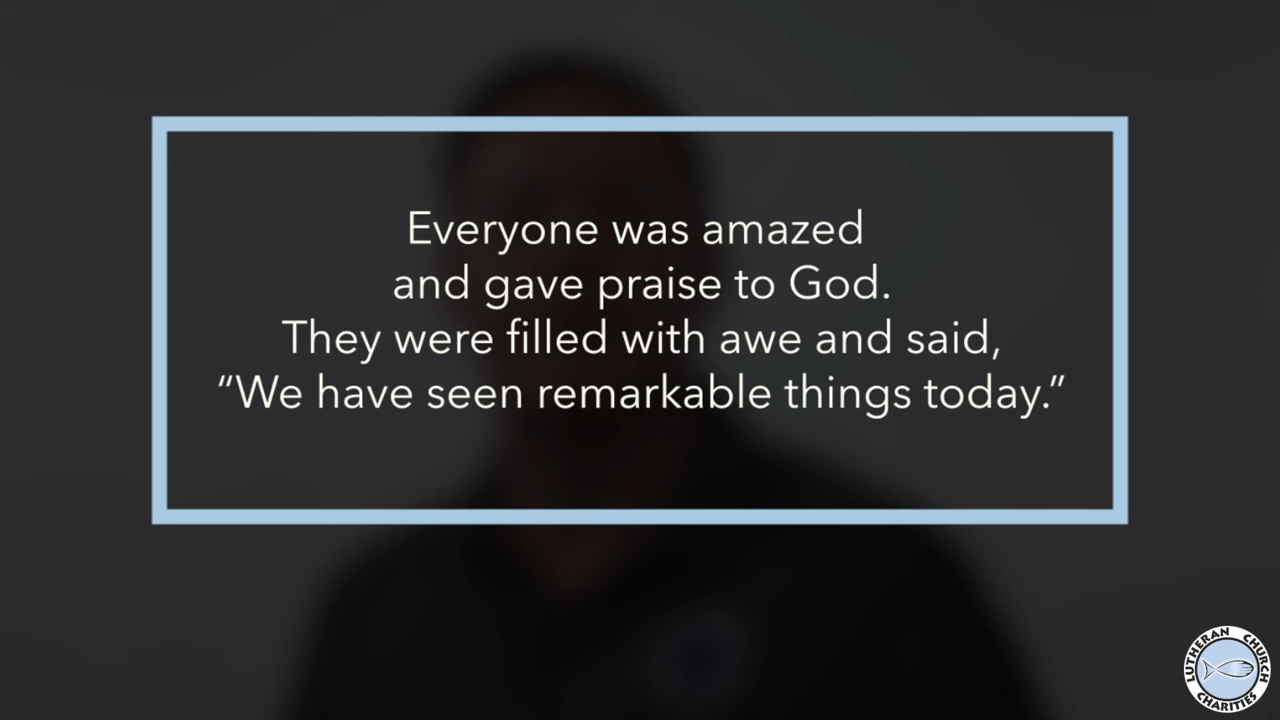 Everyone was amazed
and gave praise to God.
They were filled with awe and said,
“We have seen remarkable things today.”
LUTHERAN CHURCH
CHARITIES